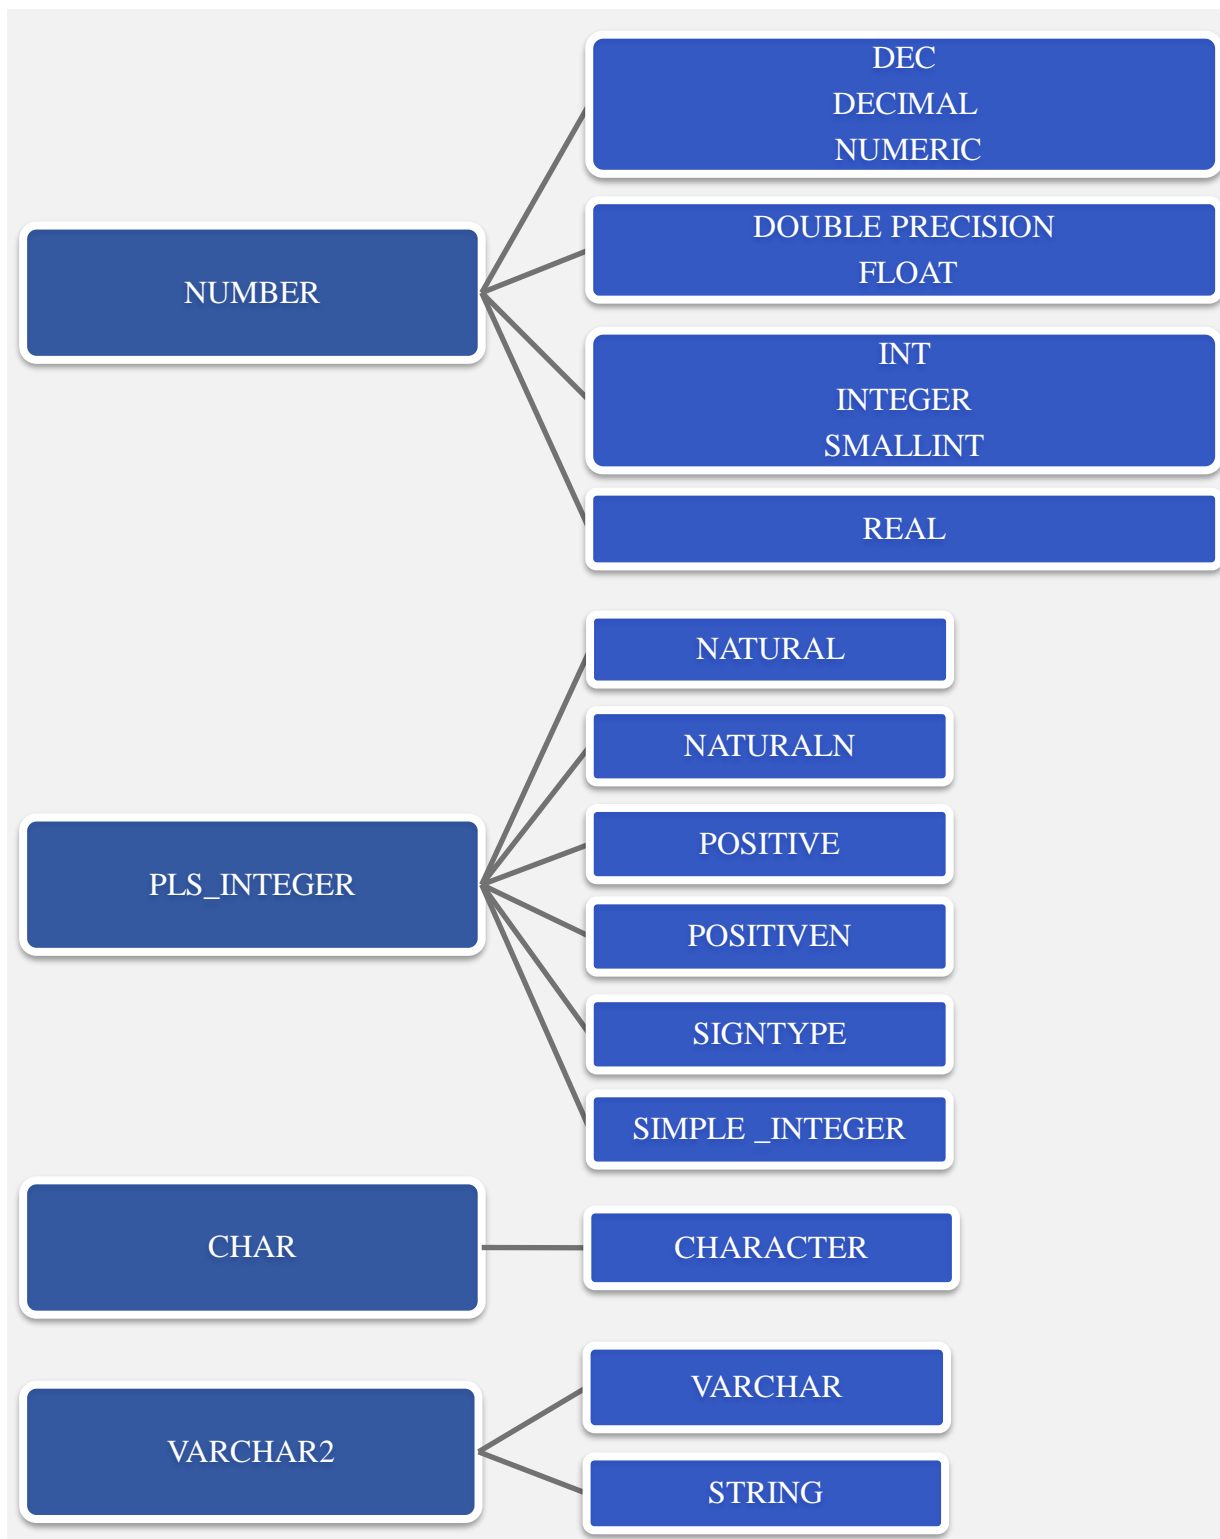 NUMBER
DEC
DECIMAL
NUMERIC
DOUBLE PRECISION
FLOAT
INT
INTEGER
SMALLINT
REAL
PLS_INTEGER
NATURAL
NATURALN
POSITIVE
POSITIVEN
SIGNTYPE
SIMPLE _INTEGER
CHAR
CHARACTER
VARCHAR2
VARCHAR
STRING